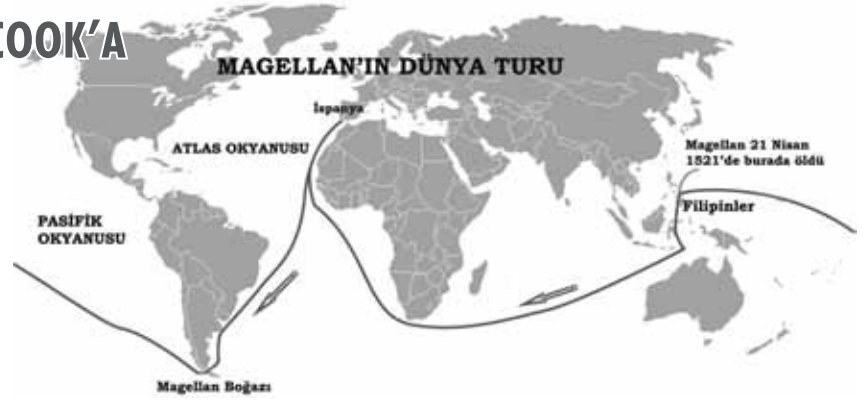 COOK'A
MAGELLAN'IN DÜNYA TURU
İspanya
ATLAS OKYANUSU
Magellan 21 Nisan
1521'de burada öldü
Filipinler
PASİFİK
OKYANUSU
Magellan Boğazı